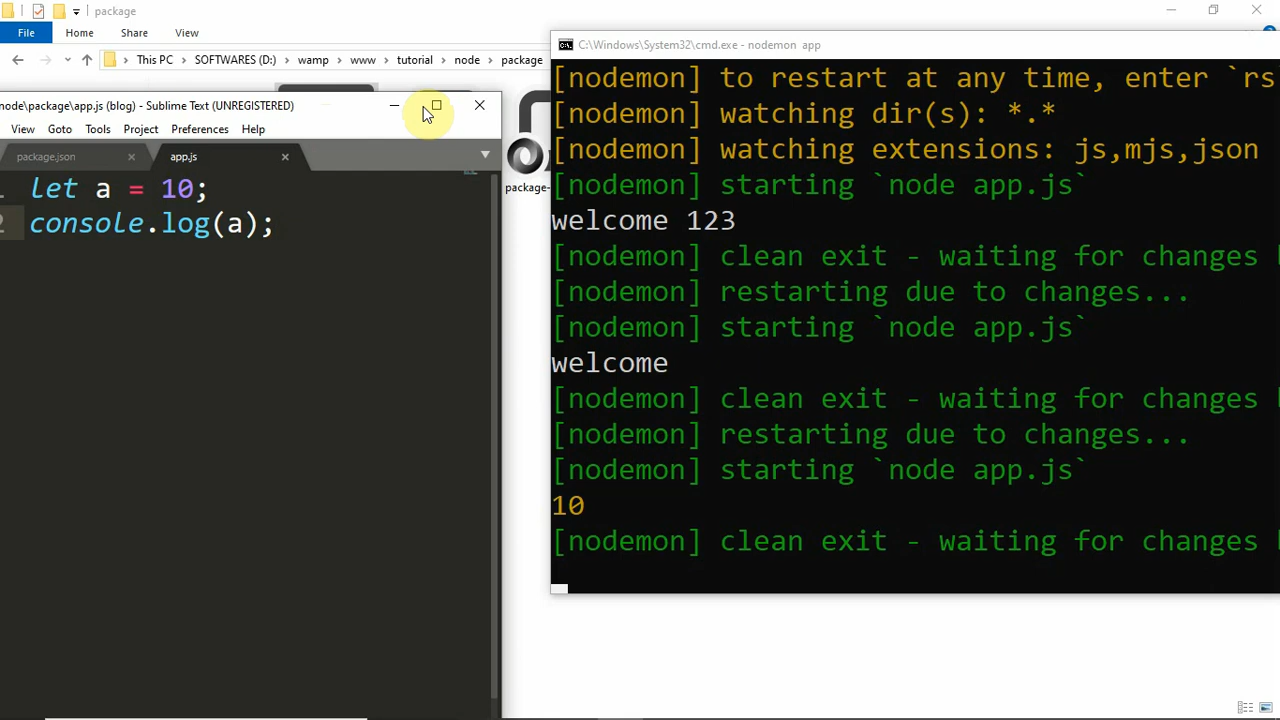 package
File Home Share View
This PC SOFTWARES (D:) wamp www tutorial node package
node\package\app.js (blog) - Sublime Text (UNREGISTERED)
View Goto Tools Project Preferences Help
package.json app.js
let a = 10;
2 console.log(a);
package-
C:\Windows\System32\cmd.exe - nodemon app
[nodemon] to restart at any time, enter `rs
[nodemon] watching dir(s): *.*
[nodemon] watching extensions: js,mjs,json
[nodemon] starting `node app.js`
welcome 123
[nodemon] clean exit - waiting for changes
[nodemon] restarting due to changes...
[nodemon] starting `node app.js`
welcome
[nodemon] clean exit - waiting for changes
[nodemon] restarting due to changes...
[nodemon] starting `node app.js`
10
[nodemon] clean exit - waiting for changes